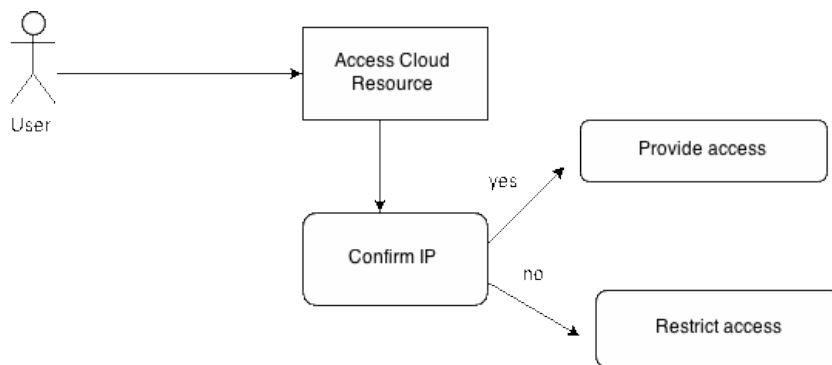 Access Cloud
Resource
User
Provide access
yes
Confirm IP
no
Restrict access